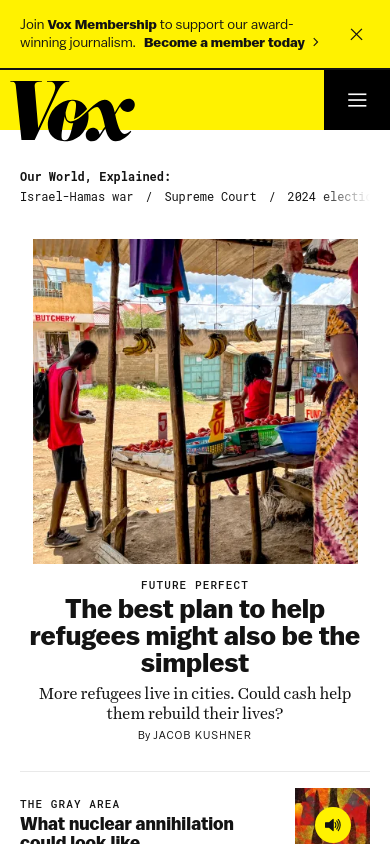 Join Vox Membership to support our award-
winning journalism. Become a member today
Vox
Our World, Explained:
Israel-Hamas war / Supreme Court / 2024 electi
BUTCHERY
FUTURE PERFECT
The best plan to help
refugees might also be the
simplest
More refugees live in cities. Could cash help
them rebuild their lives?
By JACOB KUSHNER
THE GRAY AREA
What nuclear annihilation
could look like